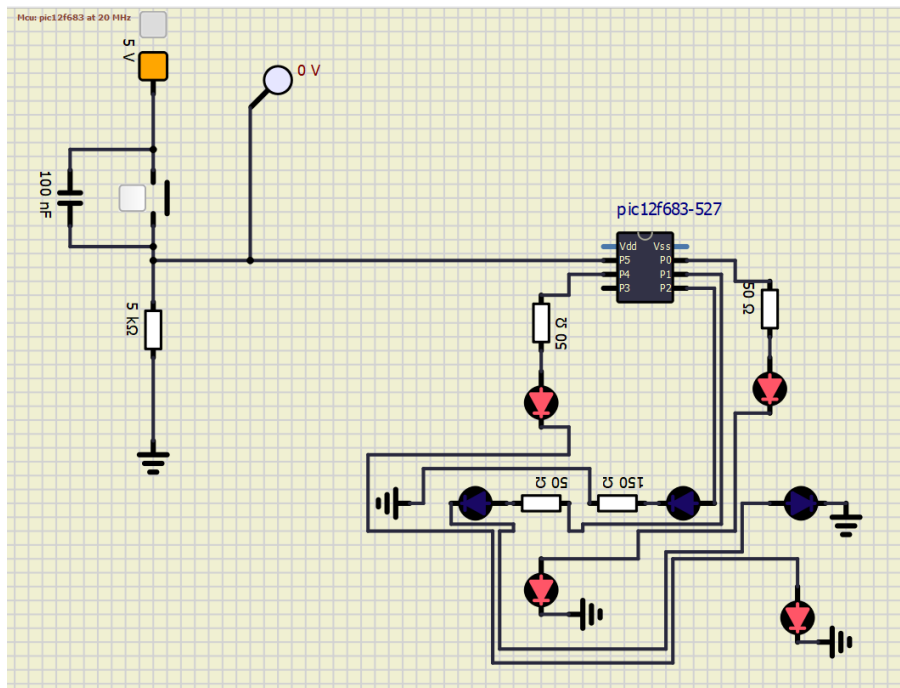 Mcu: pic12f683 at 20 MHz
5 V
0 V
100 nF
pic12f683-527
Vdd Vss
P5 P0
P4 P1
P3 P2
5 kΩ
50 Ω
50 Ω
50 Ω
150 Ω